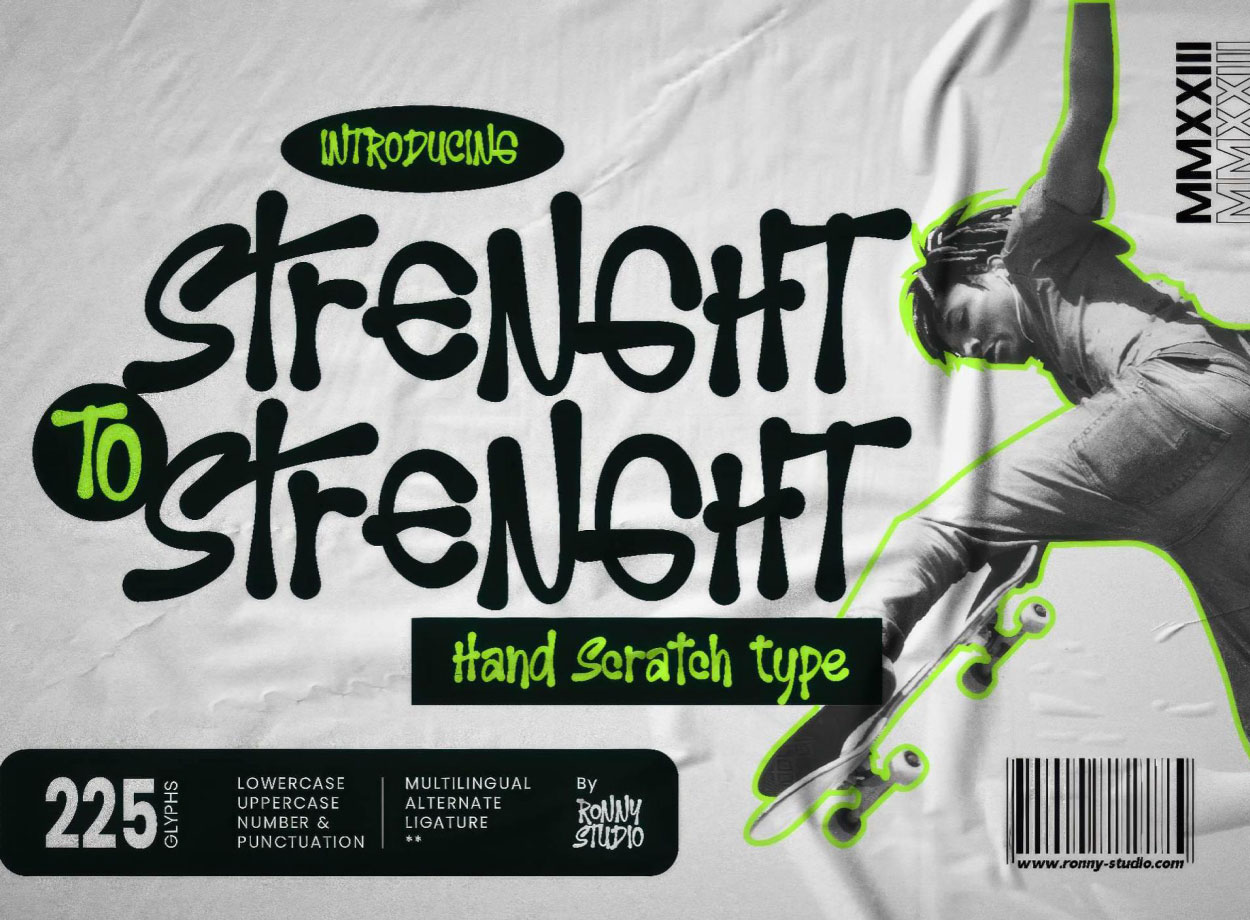 INTRODUCING
STrENGHT
TO
STrENGHT
Hand Scratch type
MMXXIII
MMXXIII
225
GLYPHS
LOWERCASE
UPPERCASE
NUMBER &
PUNCTUATION
MULTILINGUAL
ALTERNATE
LIGATURE
**
By
RONNY
STUDIO
www.ronny-studio.com